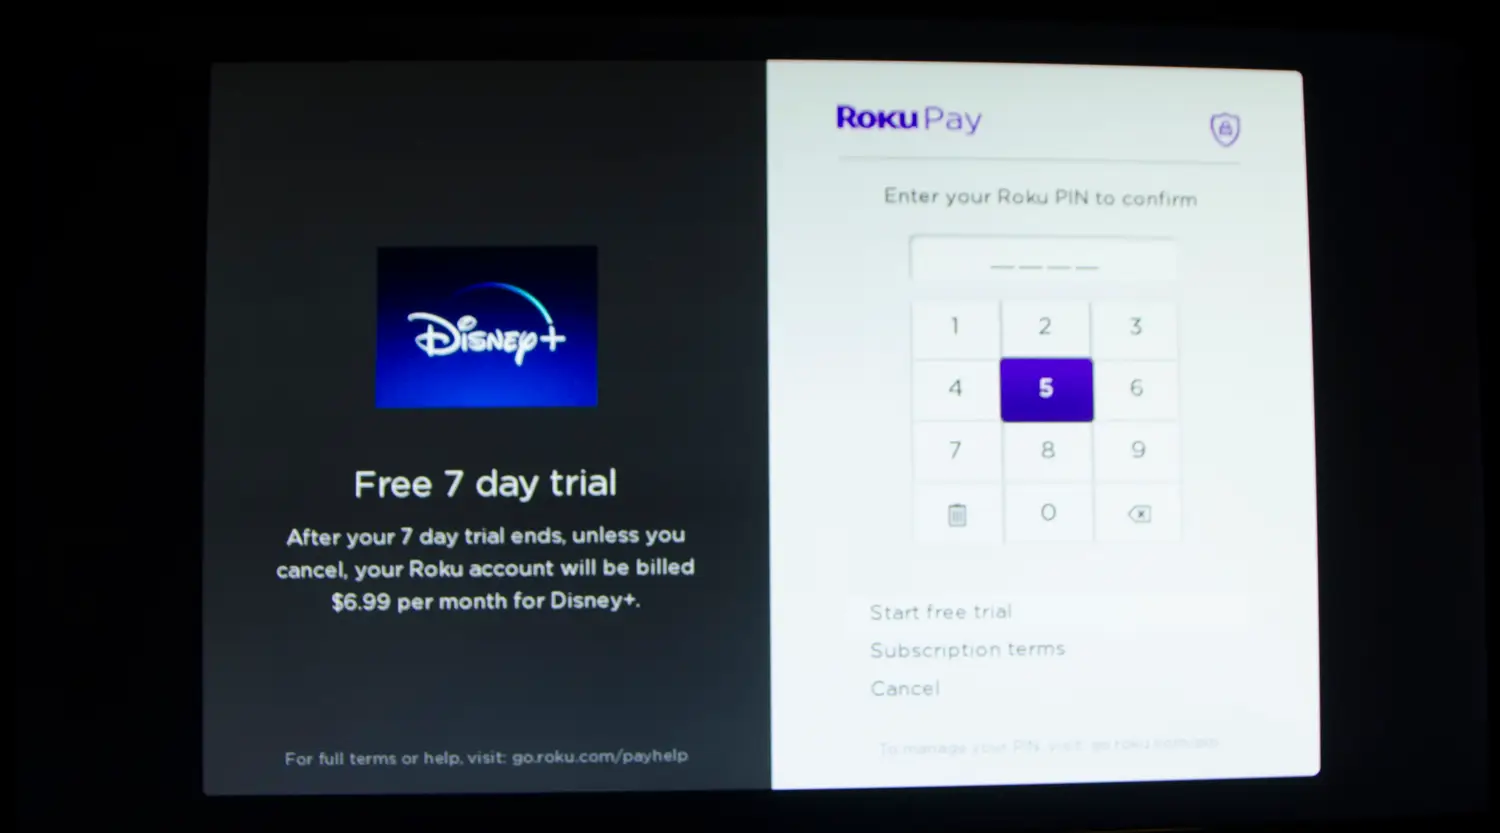 Disney+
Free 7 day trial
After your 7 day trial ends, unless you
cancel, your Roku account will be billed
$6.99 per month for Disney+.
For full terms or help, visit: go.roku.com/payhelp
Roku Pay
Enter your Roku PIN to confirm
1 2 3
4 5 6
7 8 9
0
Start free trial
Subscription terms
Cancel
To manage your PIN, visit: go.roku.com/pin